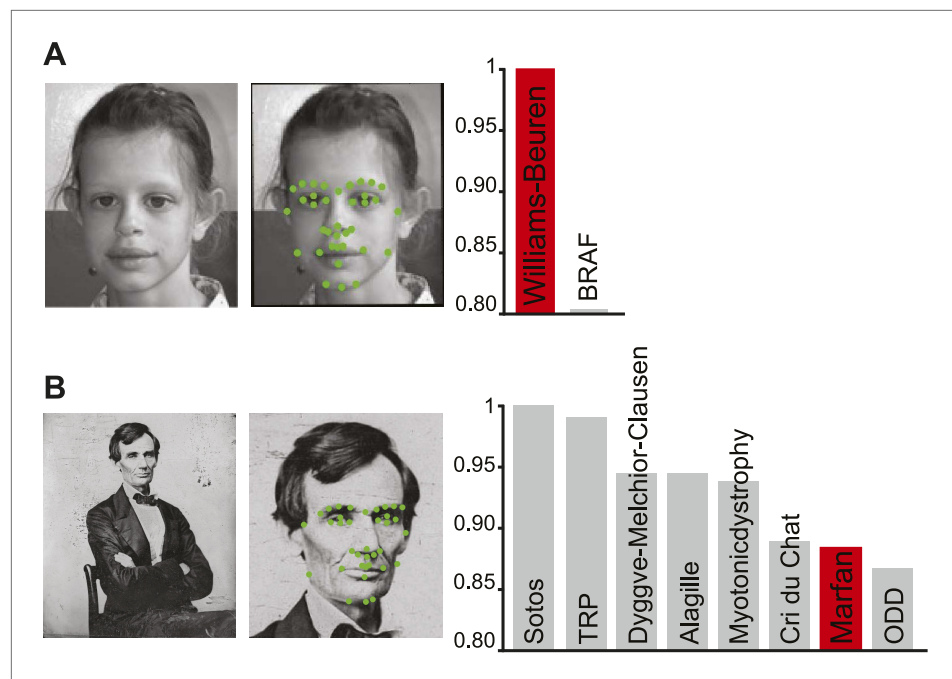 A
1
0.95
0.90
0.85
0.80
Williams-Beuren
BRAF
B
1
0.95
0.90
0.85
0.80
Sotos
TRP
Dyggve-Melchior-Clausen
Alagille
Myotonicdystrophy
Cri du Chat
Marfan
ODD